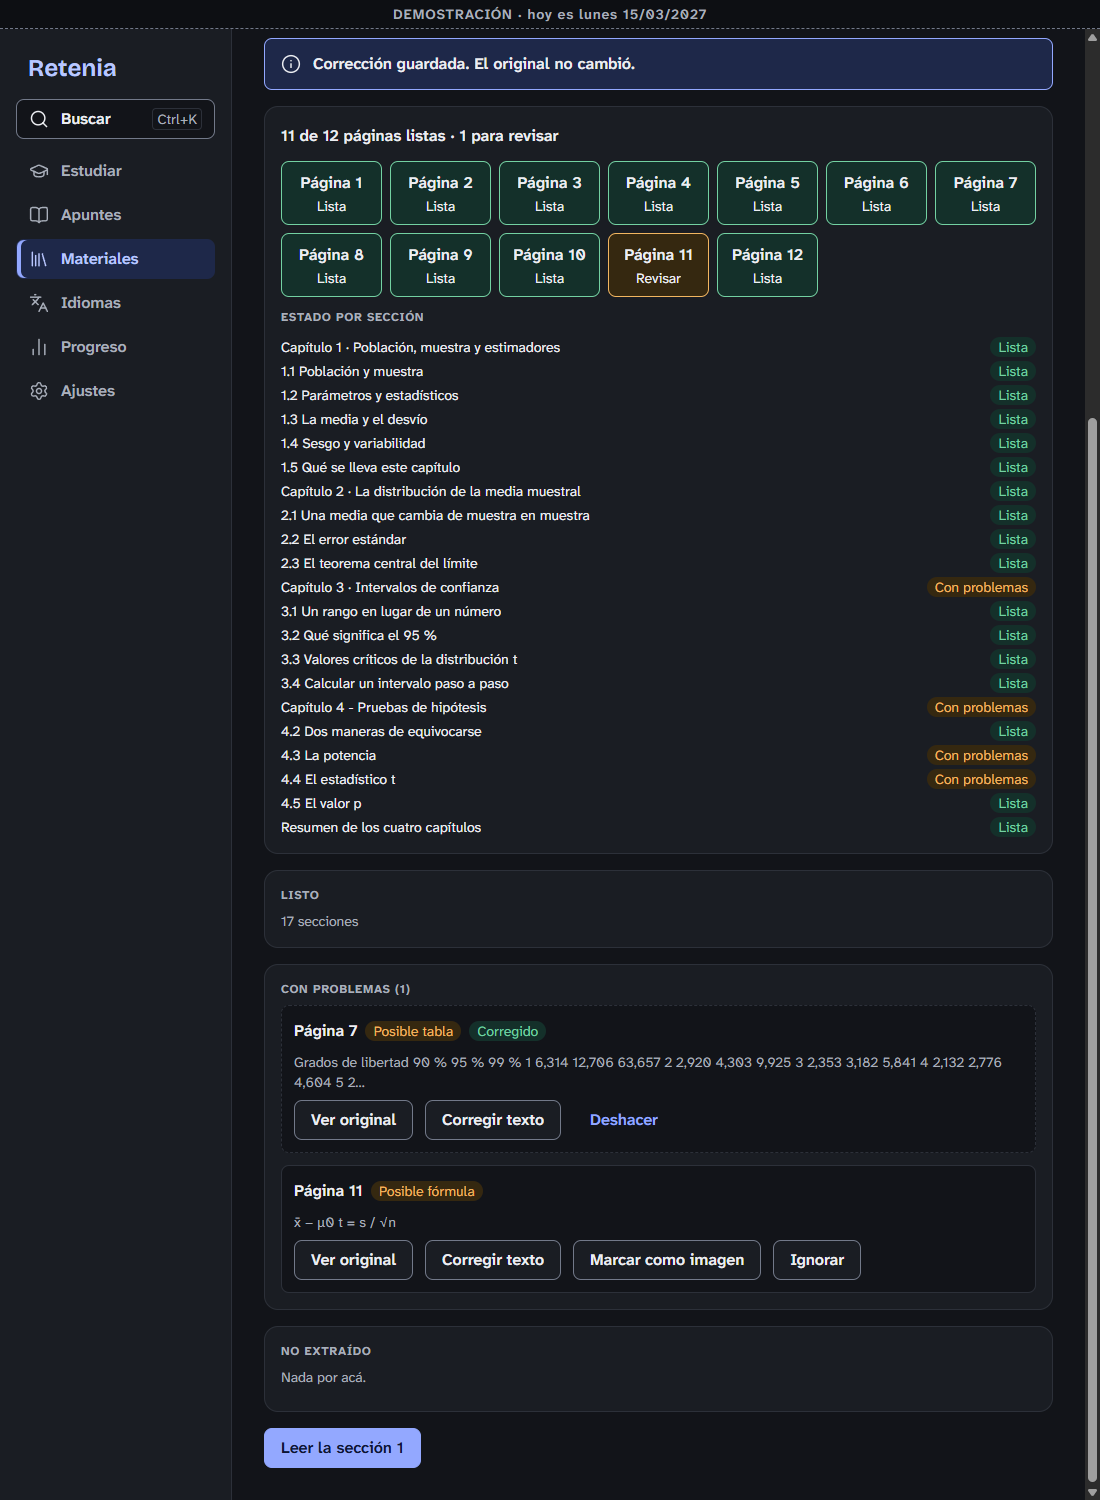 DEMOSTRACIÓN · hoy es lunes 15/03/2027
Retenia
Buscar Ctrl+K
Estudiar
Apuntes
Materiales
Idiomas
Progreso
Ajustes
Corrección guardada. El original no cambió.
11 de 12 páginas listas · 1 para revisar
Página 1 Página 2 Página 3 Página 4 Página 5 Página 6 Página 7
Lista Lista Lista Lista Lista Lista Lista
Página 8 Página 9 Página 10 Página 11 Página 12
Lista Lista Lista Revisar Lista
ESTADO POR SECCIÓN
Capítulo 1 · Población, muestra y estimadores Lista
1.1 Población y muestra Lista
1.2 Parámetros y estadísticos Lista
1.3 La media y el desvío Lista
1.4 Sesgo y variabilidad Lista
1.5 Qué se lleva este capítulo Lista
Capítulo 2 · La distribución de la media muestral Lista
2.1 Una media que cambia de muestra en muestra Lista
2.2 El error estándar Lista
2.3 El teorema central del límite Lista
Capítulo 3 · Intervalos de confianza Con problemas
3.1 Un rango en lugar de un número Lista
3.2 Qué significa el 95 % Lista
3.3 Valores críticos de la distribución t Lista
3.4 Calcular un intervalo paso a paso Lista
Capítulo 4 - Pruebas de hipótesis Con problemas
4.2 Dos maneras de equivocarse Lista
4.3 La potencia Con problemas
4.4 El estadístico t Con problemas
4.5 El valor p Lista
Resumen de los cuatro capítulos Lista
LISTO
17 secciones
CON PROBLEMAS (1)
Página 7 Posible tabla Corregido
Grados de libertad 90 % 95 % 99 % 1 6,314 12,706 63,657 2 2,920 4,303 9,925 3 2,353 3,182 5,841 4 2,132 2,776
4,604 5 2...
Ver original Corregir texto Deshacer
Página 11 Posible fórmula
x̄ − µ0 t = s / √n
Ver original Corregir texto Marcar como imagen Ignorar
NO EXTRAÍDO
Nada por acá.
Leer la sección 1